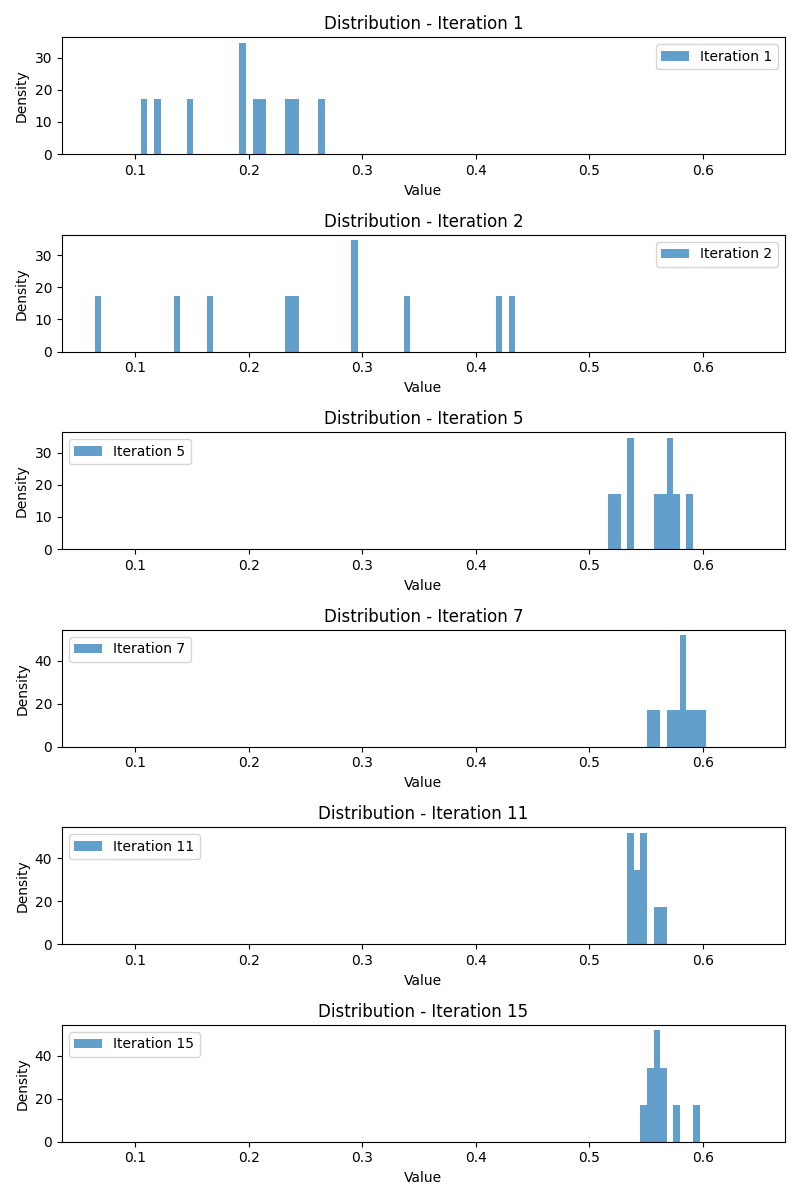 Distribution - Iteration 1
30
20
10
0
Density
Iteration 1
0.1 0.2 0.3 0.4 0.5 0.6
Value
Distribution - Iteration 2
30
20
10
0
Density
Iteration 2
0.1 0.2 0.3 0.4 0.5 0.6
Value
Distribution - Iteration 5
30
20
10
0
Density
Iteration 5
0.1 0.2 0.3 0.4 0.5 0.6
Value
Distribution - Iteration 7
40
20
0
Density
Iteration 7
0.1 0.2 0.3 0.4 0.5 0.6
Value
Distribution - Iteration 11
40
20
0
Density
Iteration 11
0.1 0.2 0.3 0.4 0.5 0.6
Value
Distribution - Iteration 15
40
20
0
Density
Iteration 15
0.1 0.2 0.3 0.4 0.5 0.6
Value